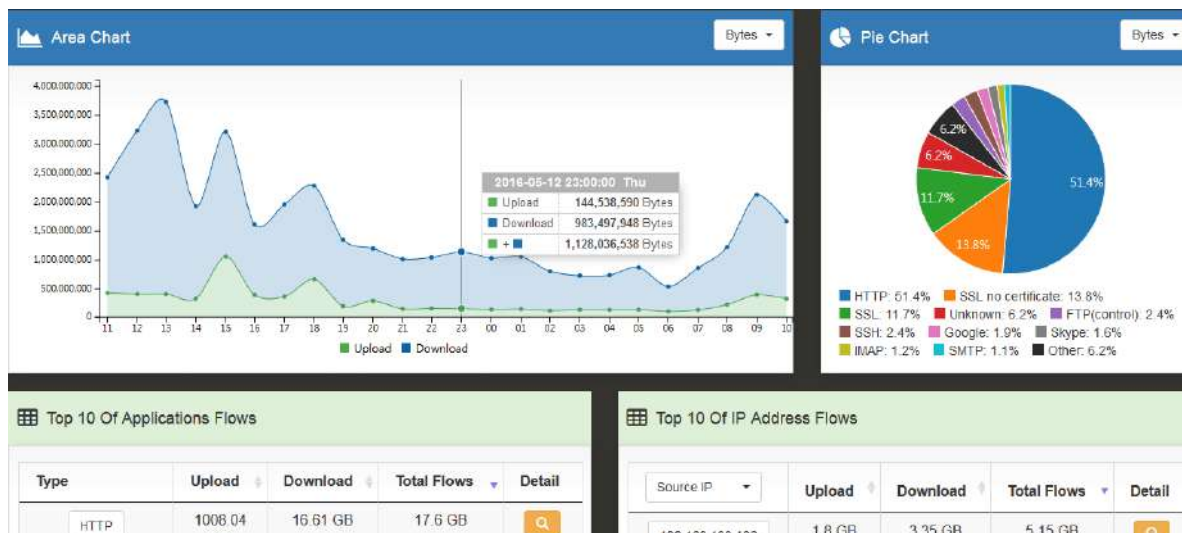 Area Chart
Bytes
Pie Chart
Bytes
4,000,000,000
3,500,000,000
3,000,000,000
2,500,000,000
2,000,000,000
1,500,000,000
1,000,000,000
500,000,000
0
11 12 13 14 15 16 17 18 19 20 21 22 23 00 01 02 03 04 05 06 07 08 09 10
2016-05-12 23:00:00 Thu
Upload 144,538,590 Bytes
Download 983,497,948 Bytes
+ 1,128,036,538 Bytes
Upload Download
6.2%
6.2%
11.7%
13.8%
51.4%
HTTP: 51.4% SSL no certificate: 13.8%
SSL: 11.7% Unknown: 6.2% FTP(control): 2.4%
SSH: 2.4% Google: 1.9% Skype: 1.6%
IMAP: 1.2% SMTP: 1.1% Other: 6.2%
Top 10 Of Applications Flows
Type Upload Download Total Flows Detail
HTTP 1008.04 16.61 GB 17.6 GB
Top 10 Of IP Address Flows
Source IP Upload Download Total Flows Detail
1.8 GB 3.35 GB 5.15 GB